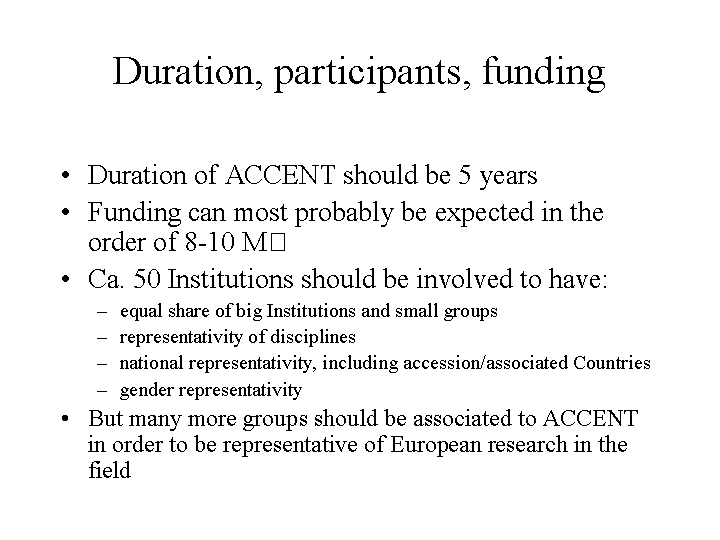 Duration, participants, funding
• Duration of ACCENT should be 5 years
• Funding can most probably be expected in the
order of 8-10 M□
• Ca. 50 Institutions should be involved to have:
– equal share of big Institutions and small groups
– representativity of disciplines
– national representativity, including accession/associated Countries
– gender representativity
• But many more groups should be associated to ACCENT
in order to be representative of European research in the
field